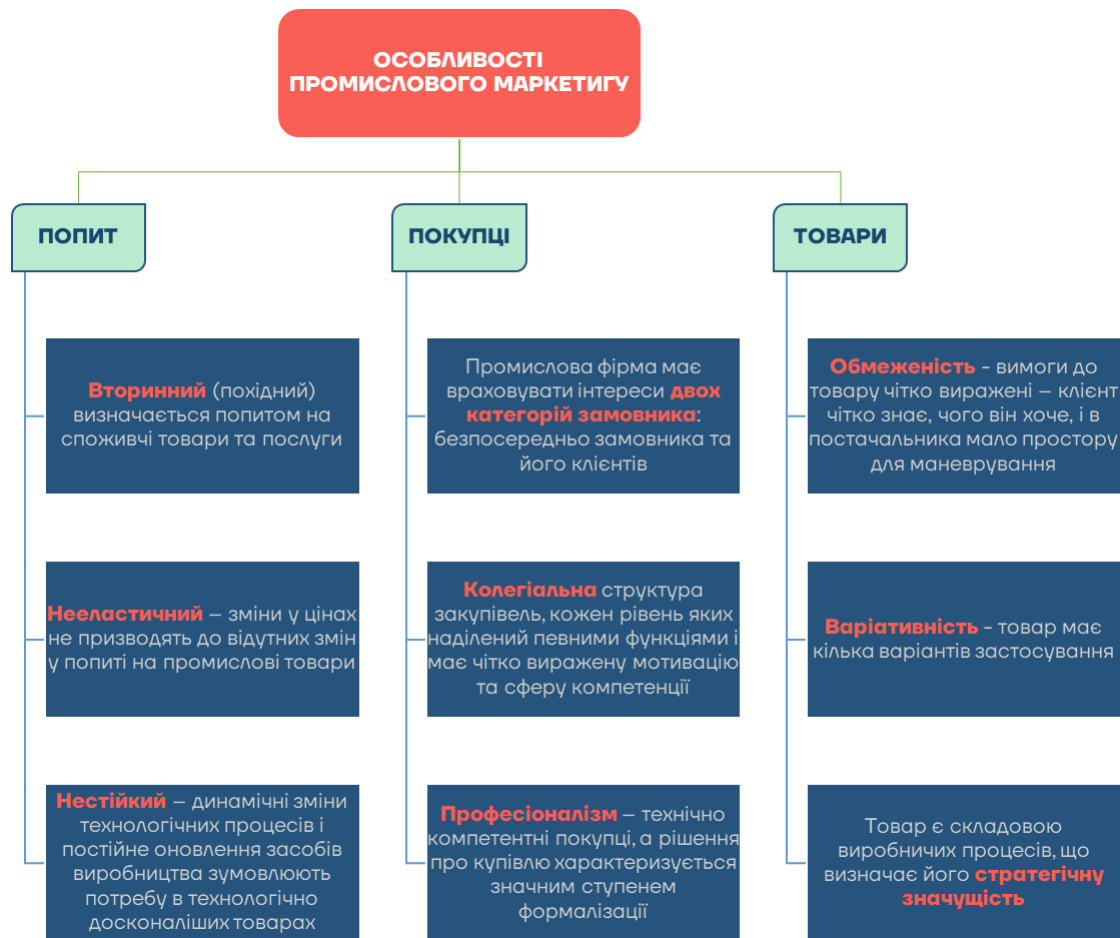 ОСОБЛИВОСТІ
ПРОМИСЛОВОГО МАРКЕТИГУ
ПОПИТ
Вторинний (похідний)
визначається попитом на
споживчі товари та послуги
Нееластичний – зміни у цінах
не призводять до відутних змін
у попиті на промислові товари
Нестійкий – динамічні зміни
технологічних процесів і
постійне оновлення засобів
виробництва зумовлюють
потребу в технологічно
досконаліших товарах
ПОКУПЦІ
Промислова фірма має
враховувати інтереси двох
категорій замовника:
безпосередньо замовника та
його клієнтів
Колегіальна структура
закупівель, кожен рівень яких
наділений певними функціями і
має чітко виражену мотивацію
та сферу компетенції
Професіоналізм – технічно
компетентні покупці, а рішення
про купівлю характеризується
значним ступенем
формалізації
ТОВАРИ
Обмеженість - вимоги до
товару чітко виражені – клієнт
чітко знає, чого він хоче, і в
постачальника мало простору
для маневрування
Варіативність - товар має
кілька варіантів застосування
Товар є складовою
виробничих процесів, що
визначає його стратегічну
значущість